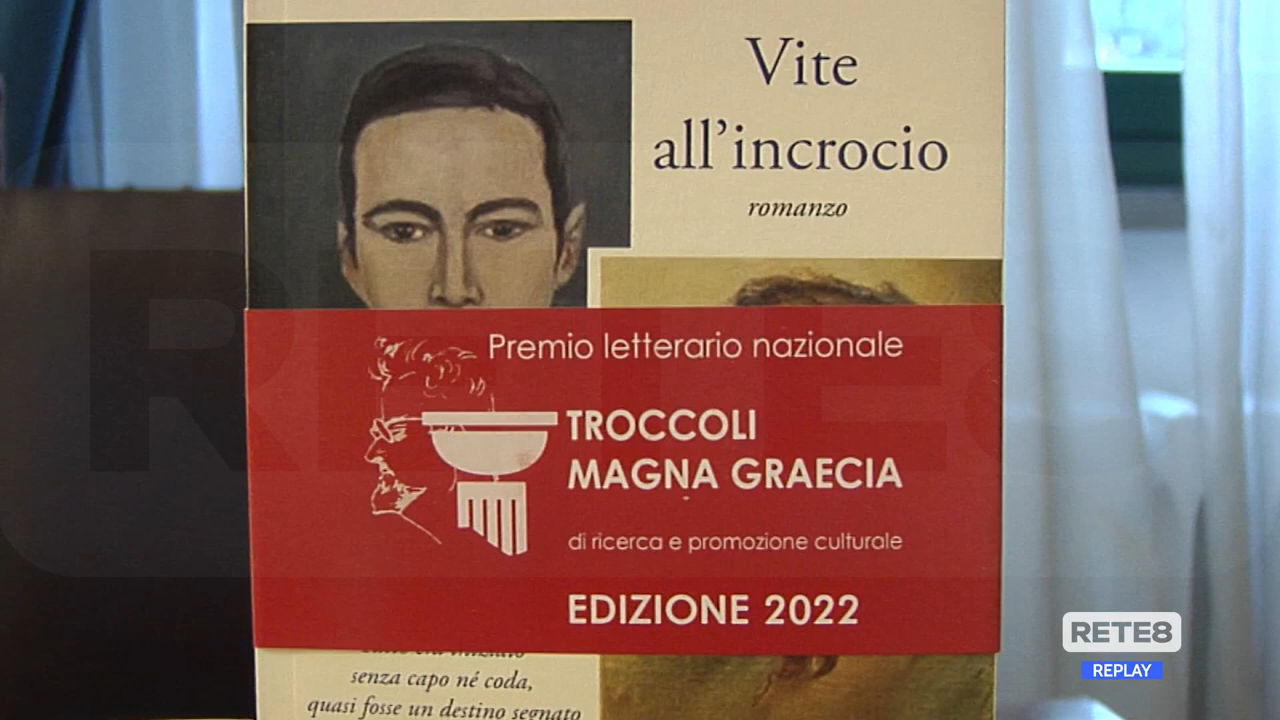 Vite
all'incrocio
romanzo
Premio letterario nazionale
TROCCOLI
MAGNA GRAECIA
di ricerca e promozione culturale
EDIZIONE 2022
senza capo né coda,
quasi fosse un destino segnato
RETE8
RETE8
REPLAY